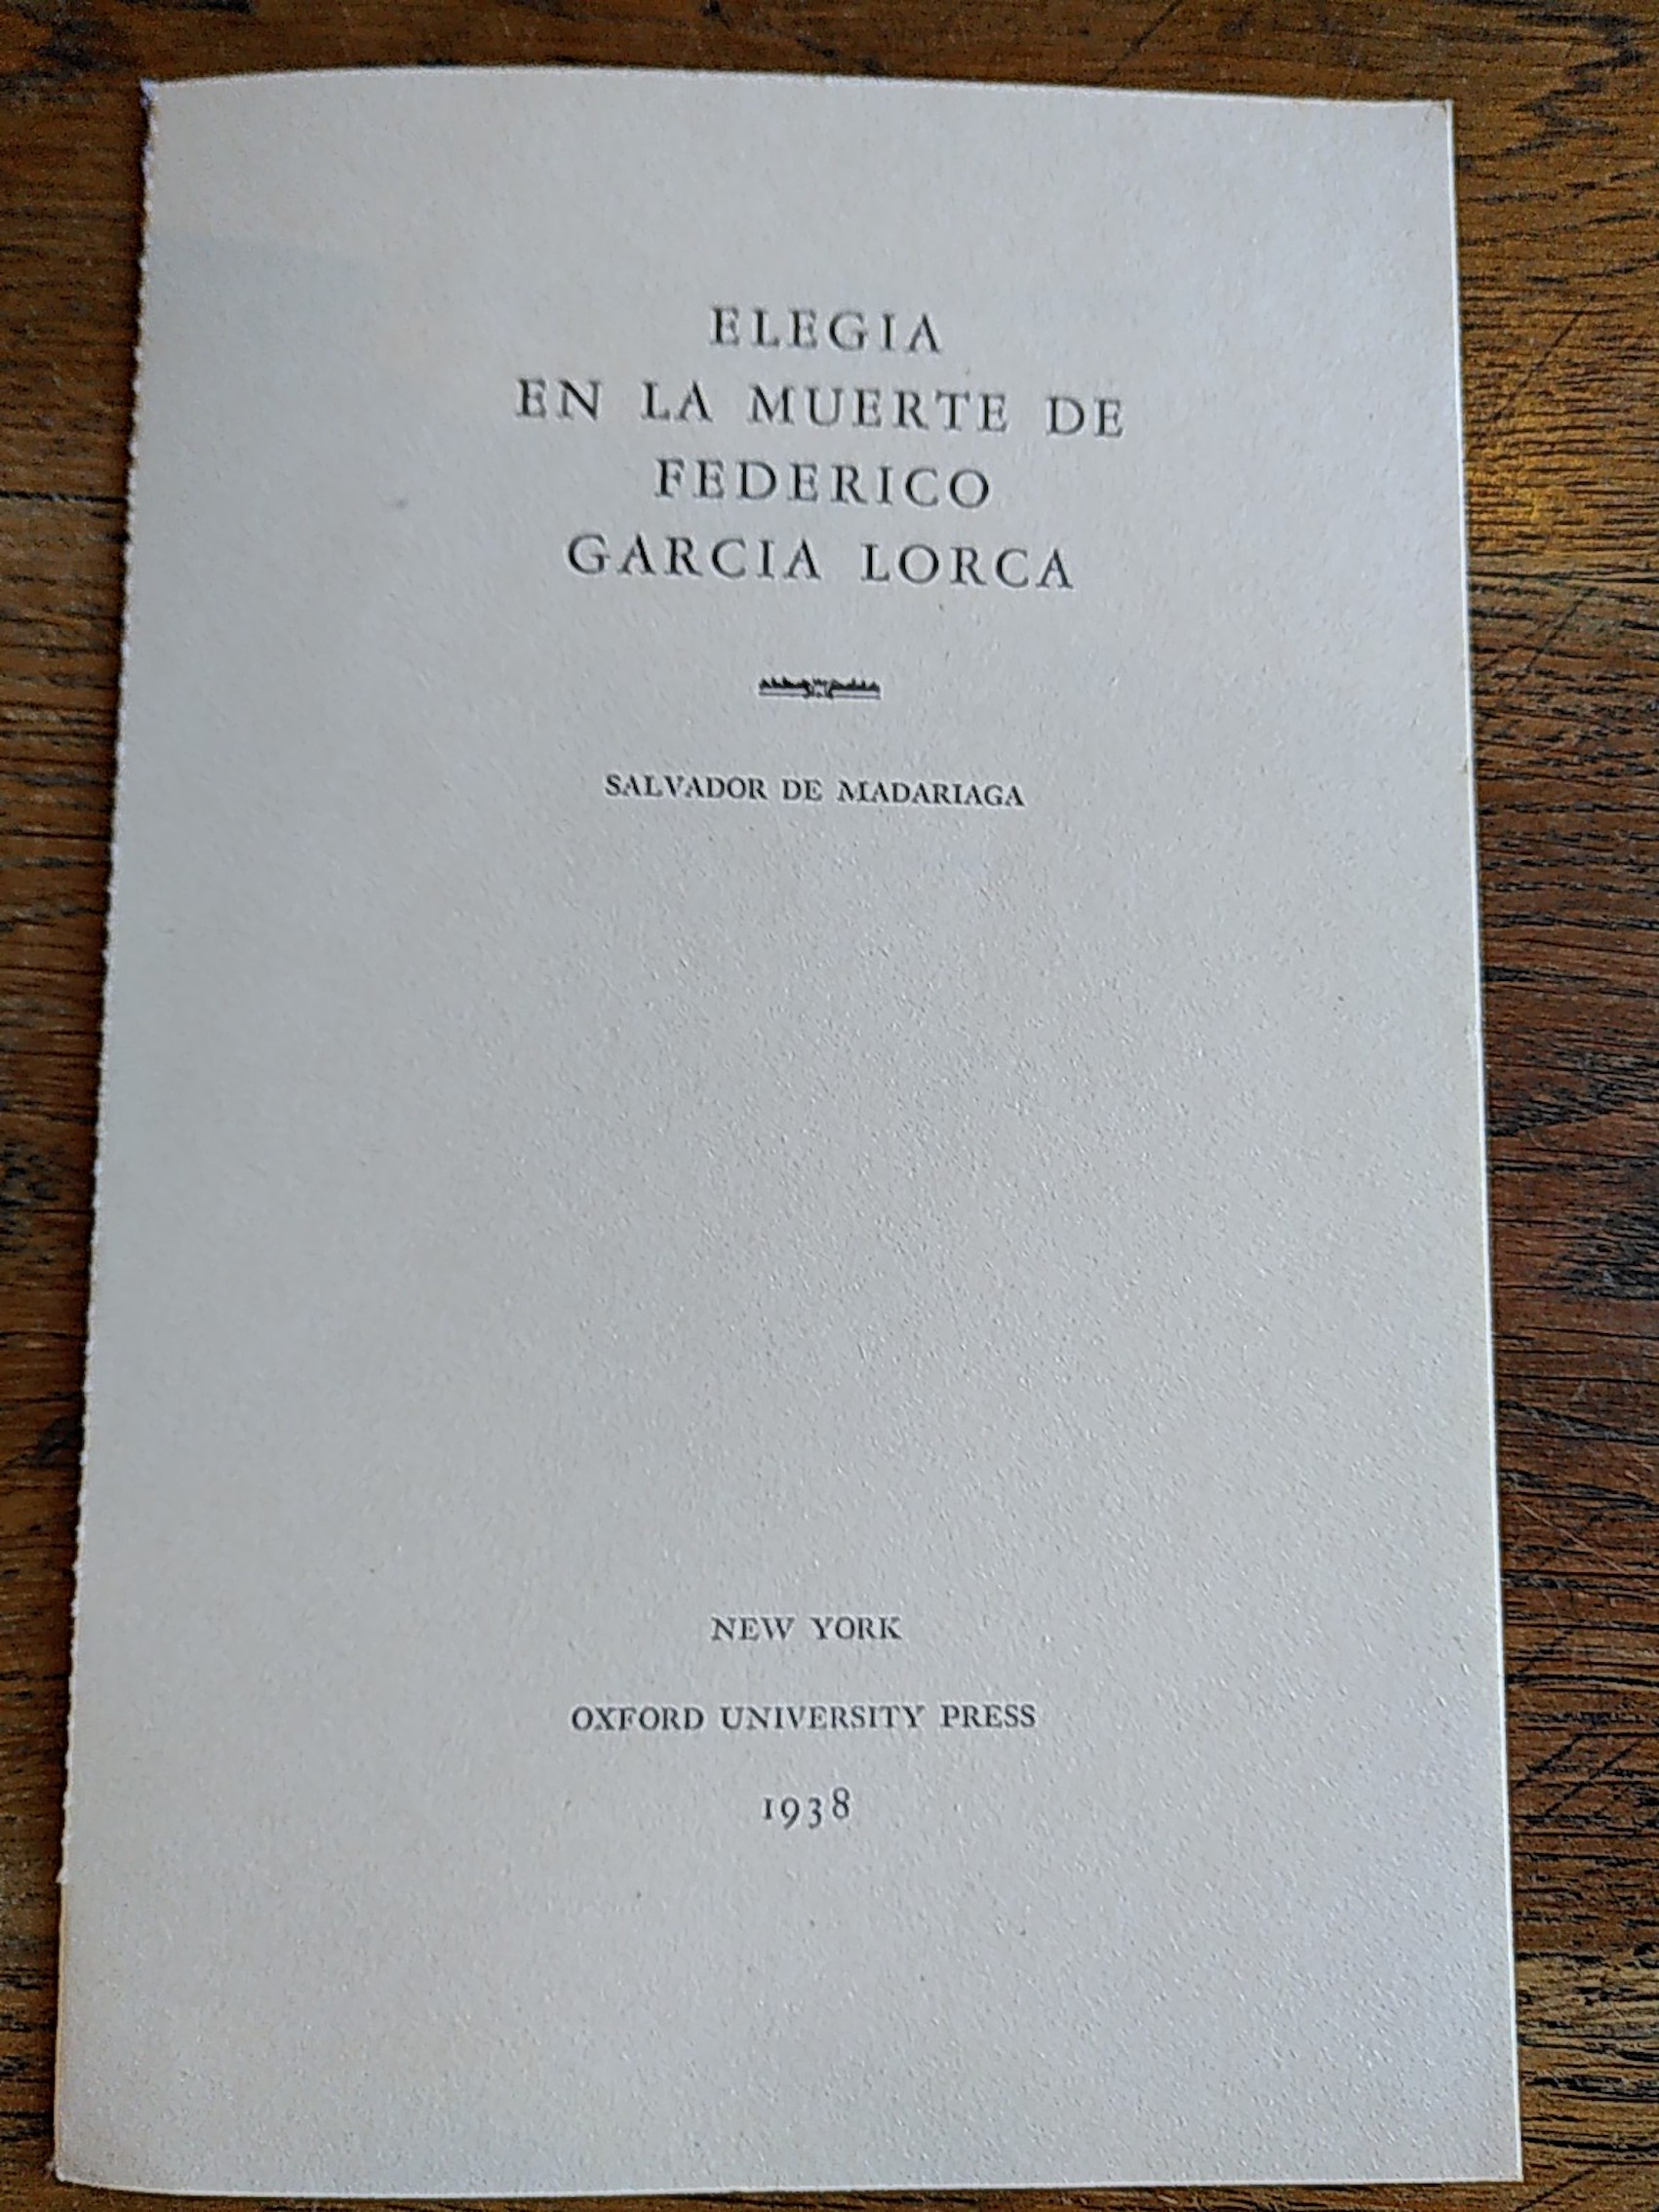 ELEGIA
EN LA MUERTE DE
FEDERICO
GARCIA LORCA
SALVADOR DE MADARIAGA
NEW YORK
OXFORD UNIVERSITY PRESS
1938